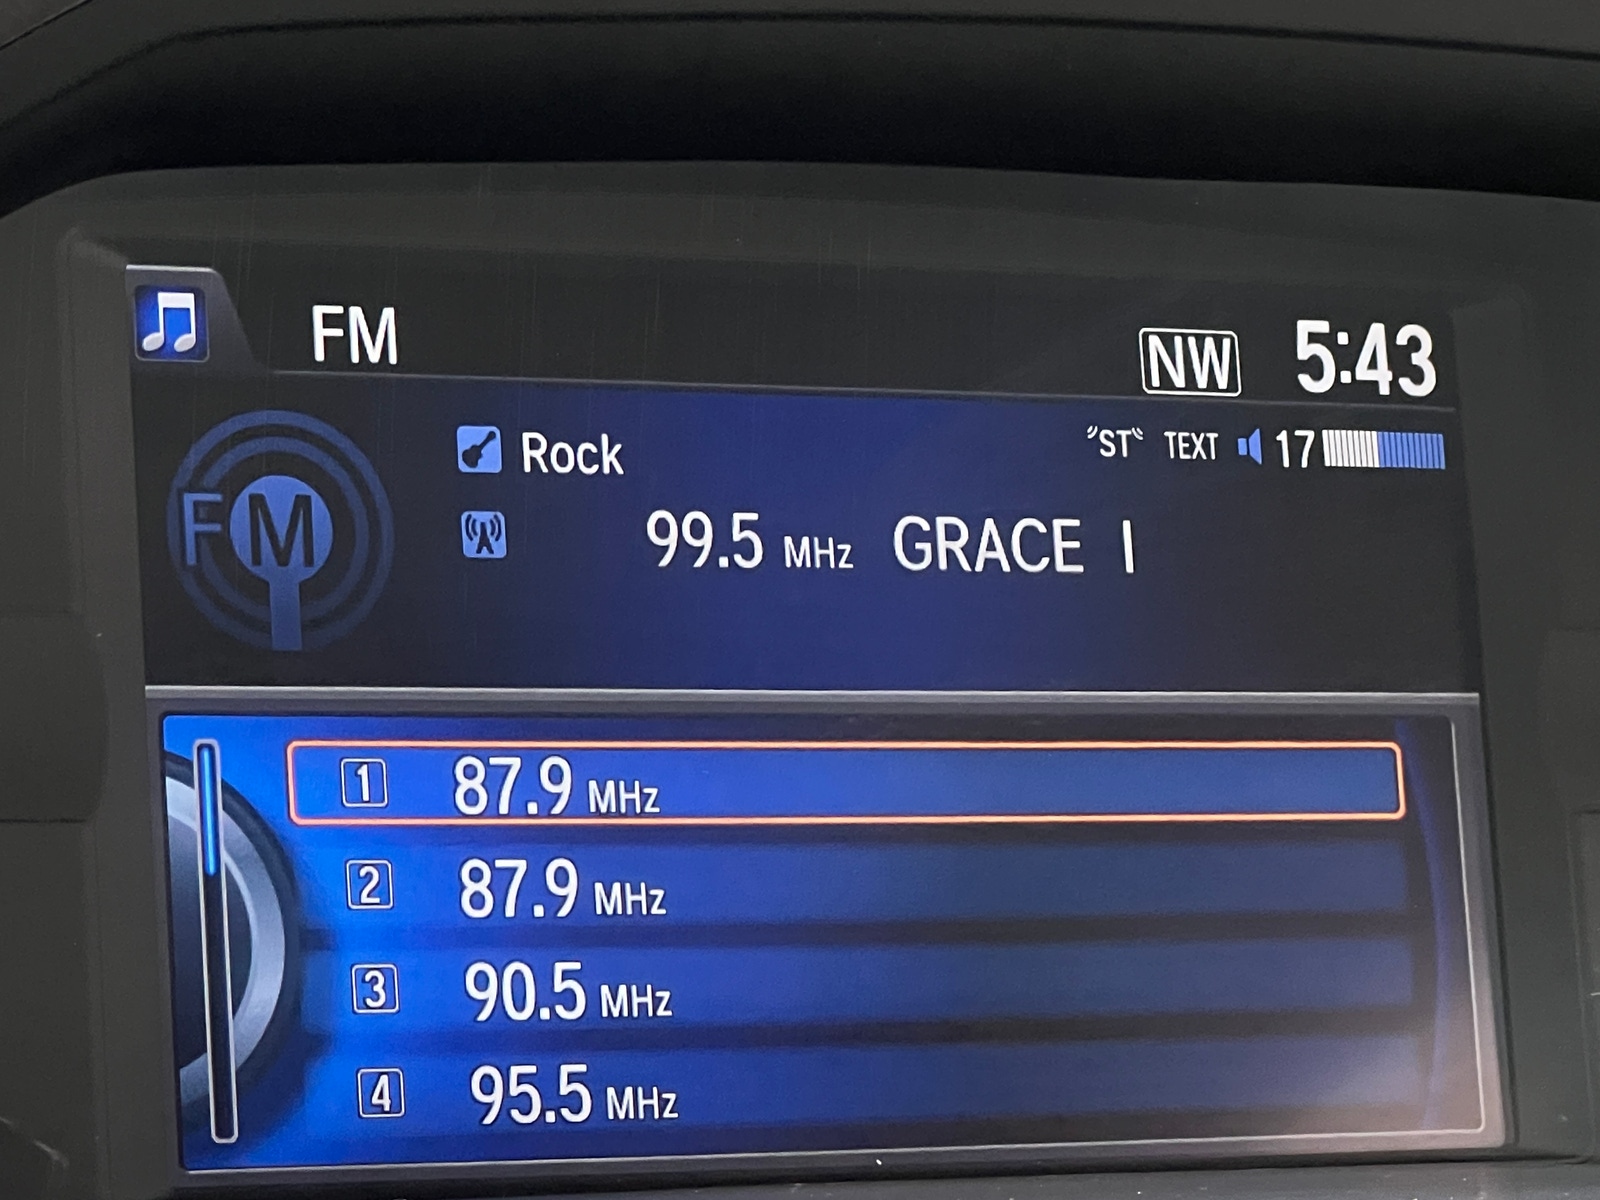 FM
NW 5:43
FM
Rock
ST TEXT 17
99.5 MHz GRACE I
1 87.9 MHz
2 87.9 MHz
3 90.5 MHz
4 95.5 MHz